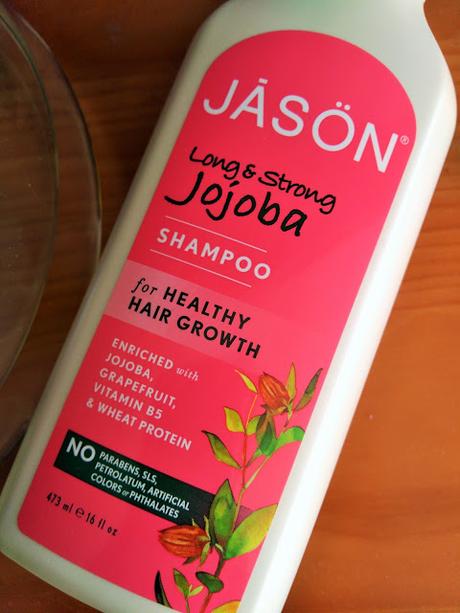 JĀSÖN®
Long & Strong
Jojoba
SHAMPOO
for HEALTHY
HAIR GROWTH
ENRICHED with
JOJOBA,
GRAPEFRUIT,
VITAMIN B5
& WHEAT PROTEIN
NO PARABENS, SLS,
PETROLATUM, ARTIFICIAL
COLORS or PHTHALATES
473 ml ℮ 16 fl oz